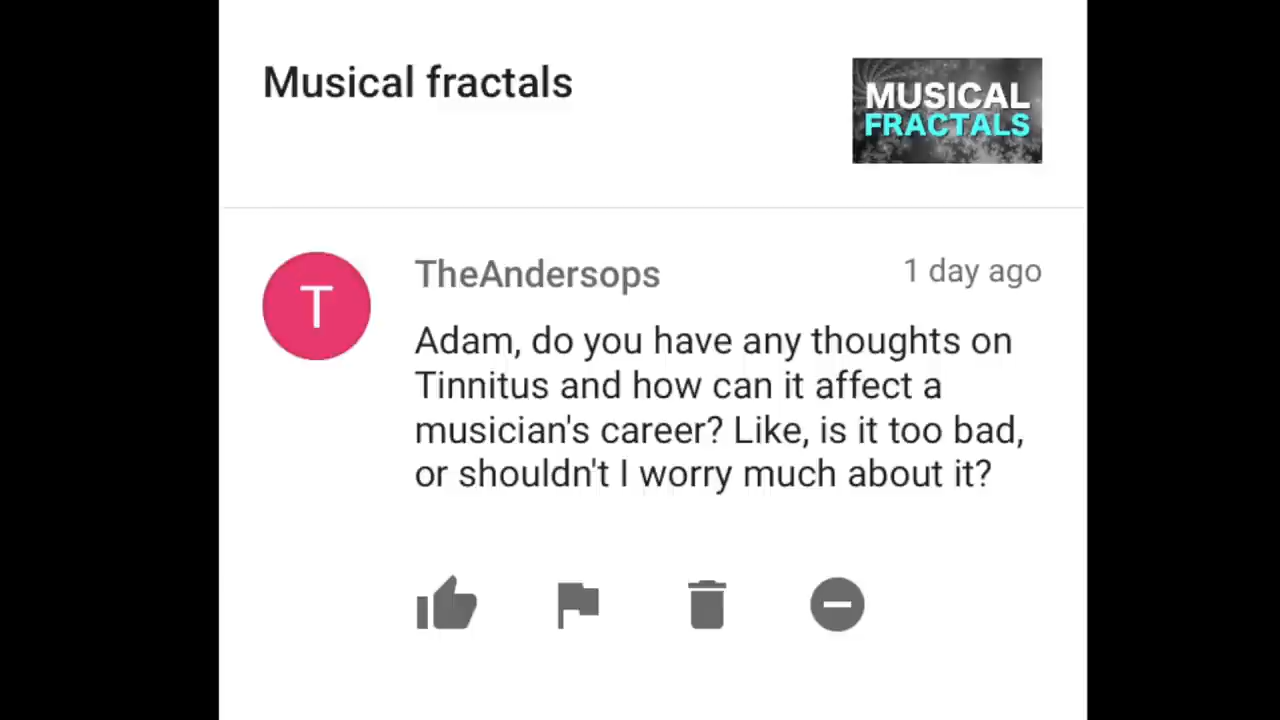 Musical fractals
MUSICAL
FRACTALS
T
TheAndersops
1 day ago
Adam, do you have any thoughts on
Tinnitus and how can it affect a
musician's career? Like, is it too bad,
or shouldn't I worry much about it?